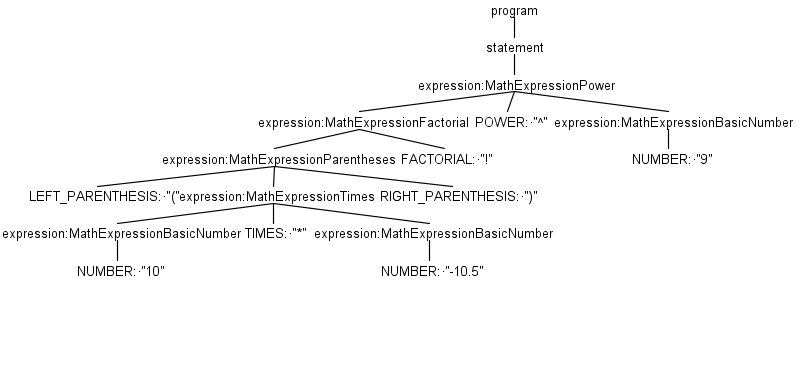 program
statement
expression:MathExpressionPower
expression:MathExpressionFactorial POWER:·"^" expression:MathExpressionBasicNumber
expression:MathExpressionParentheses FACTORIAL:·"!" NUMBER:·"9"
LEFT_PARENTHESIS:·"(" expression:MathExpressionTimes RIGHT_PARENTHESIS:·")"
expression:MathExpressionBasicNumber TIMES:·"*" expression:MathExpressionBasicNumber
NUMBER:·"10" NUMBER:·"-10.5"